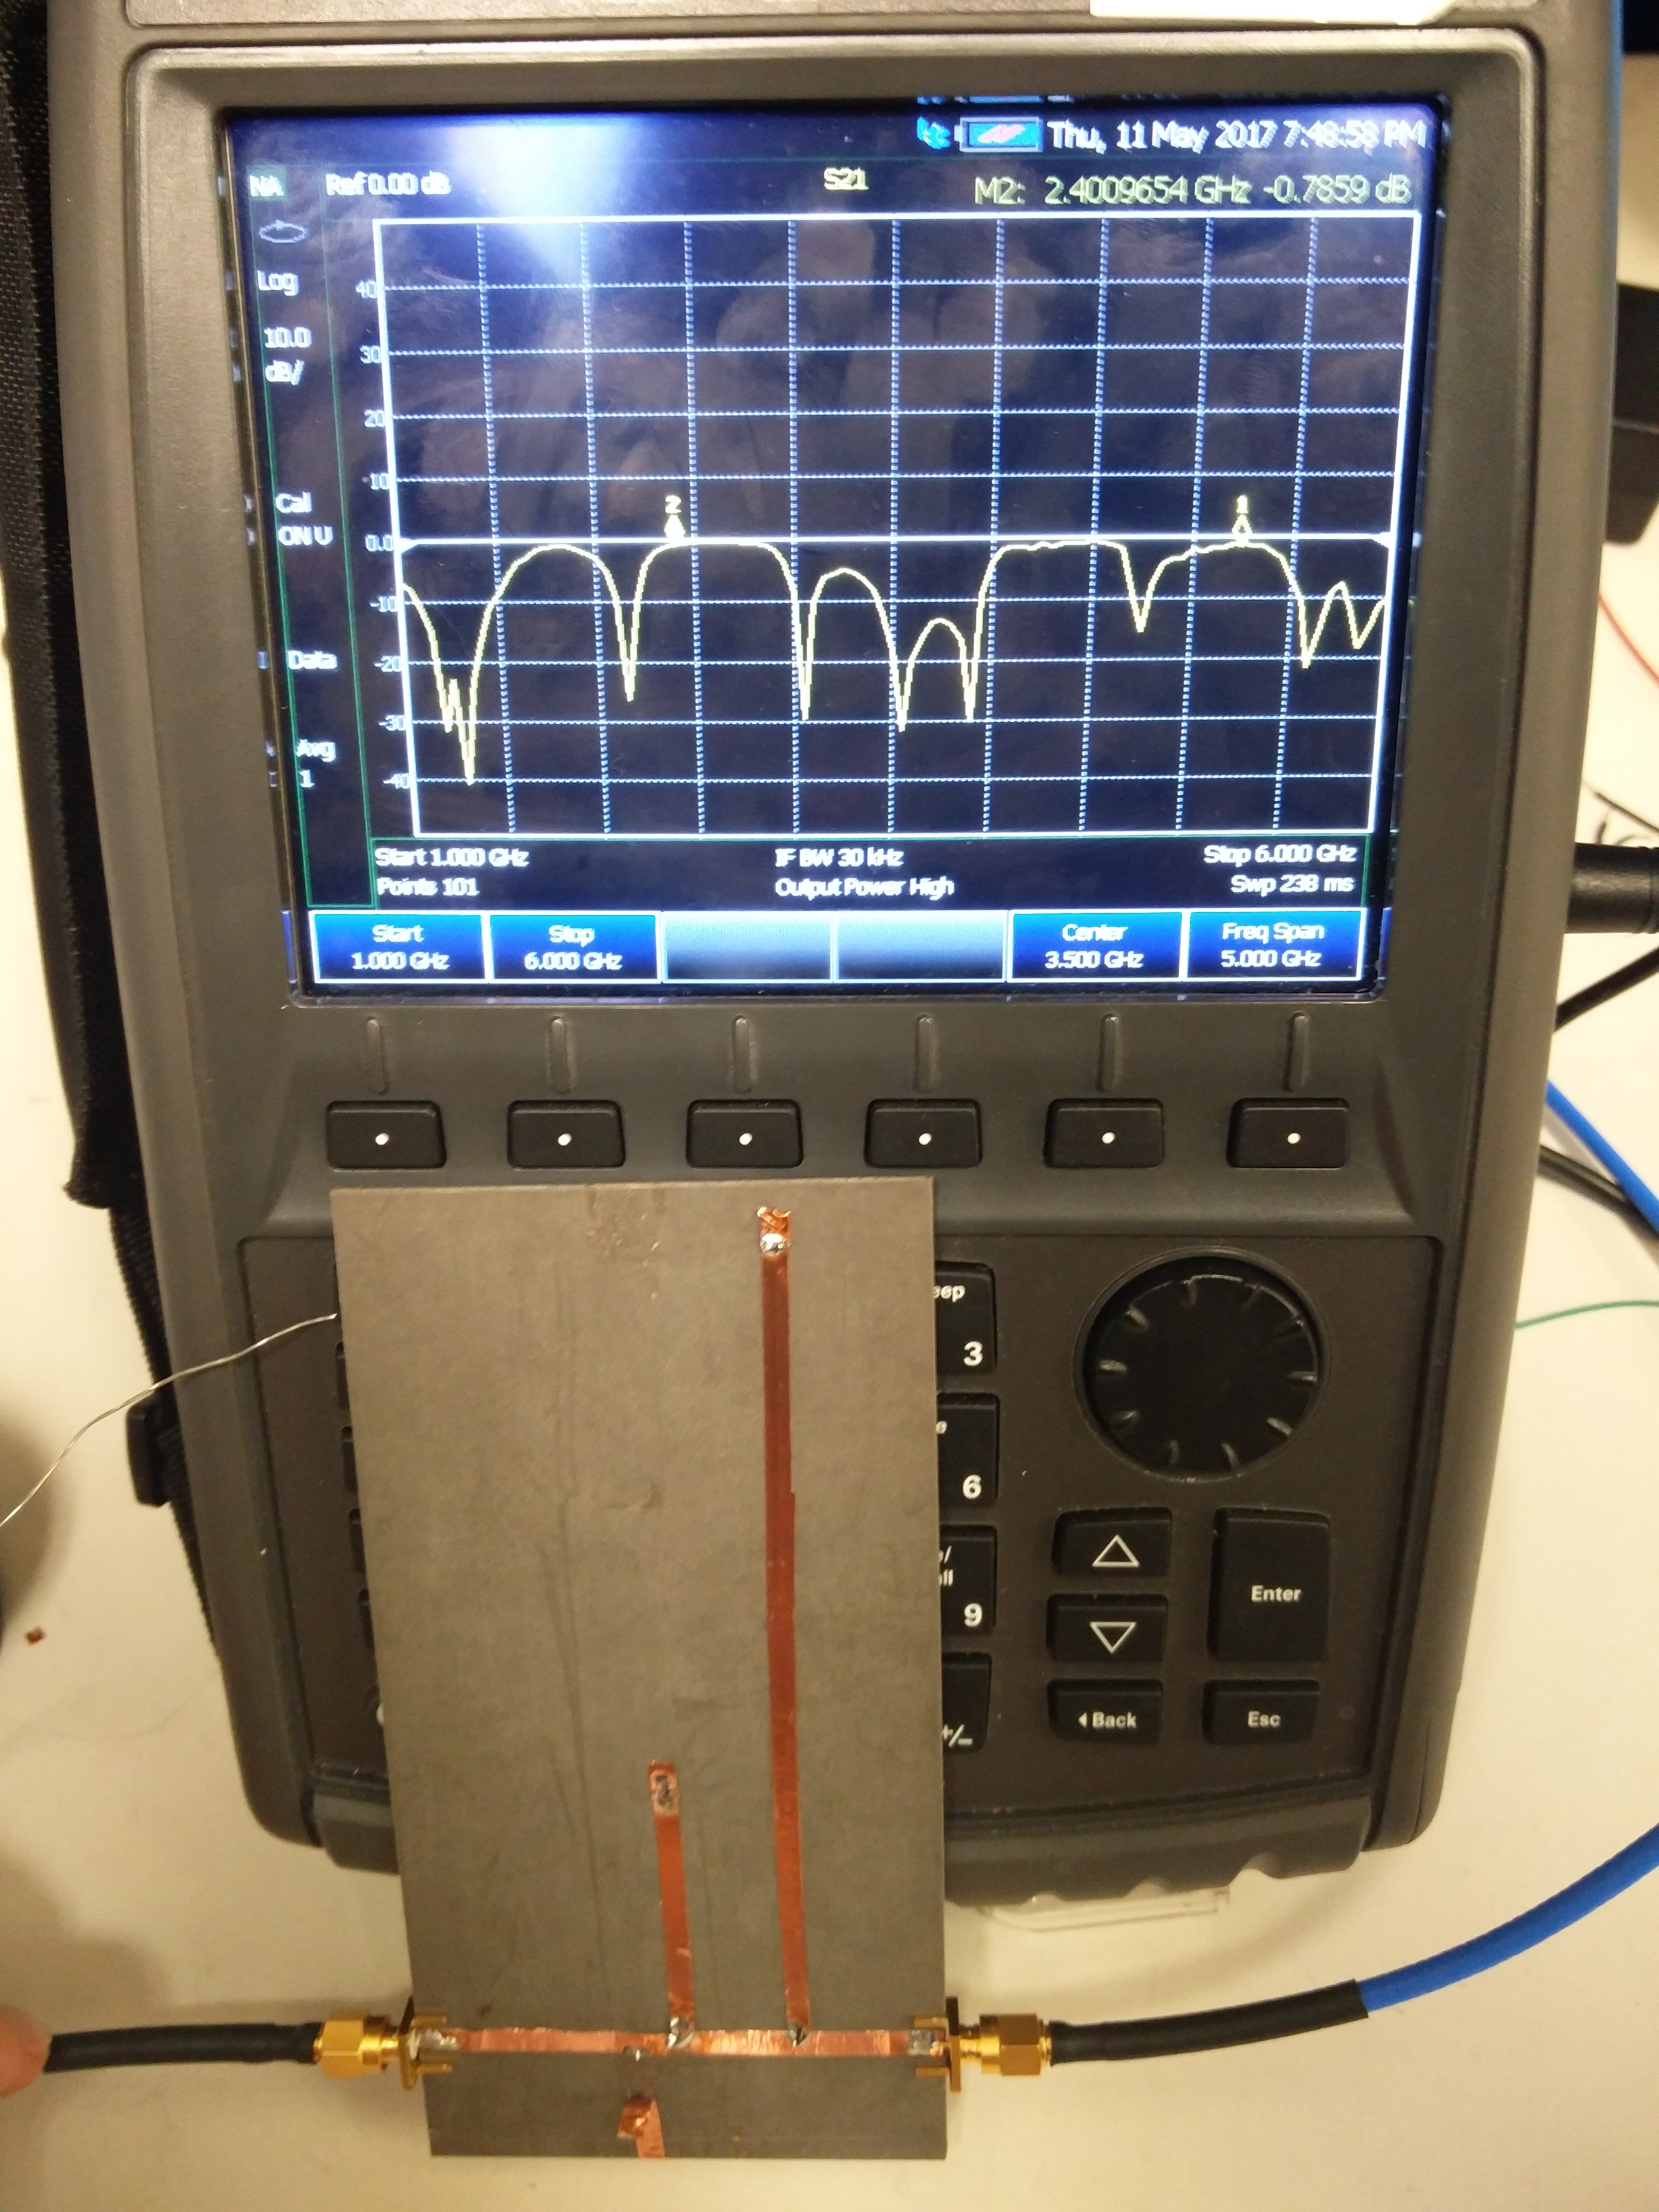 Thu, 11 May 2017 7:48:58 PM
NA Ref 0.00 dB S21 M2: 2.4009654 GHz -0.7859 dB
Log
10.0
dB/
40
30
20
10
2 1
Cal
ON U
0.0
-10
Data
-20
-30
Avg
1
-40
Start 1.000 GHz IF BW 30 kHz Stop 6.000 GHz
Points 101 Output Power High Swp 238 ms
Start Stop Center Freq Span
1.000 GHz 6.000 GHz 3.500 GHz 5.000 GHz
eep
3
e
6
/
ll
9
Enter
+/-
Back Esc